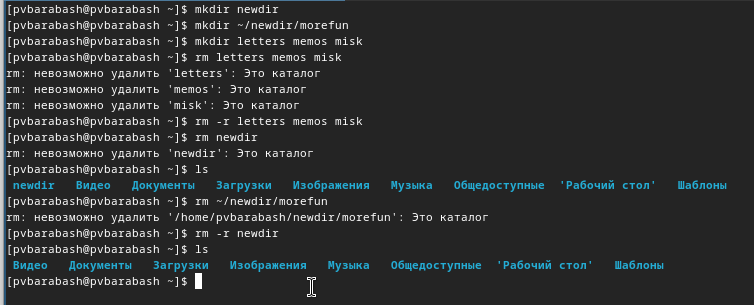 [pvbarabash@pvbarabash ~]$ mkdir newdir
[pvbarabash@pvbarabash ~]$ mkdir ~/newdir/morefun
[pvbarabash@pvbarabash ~]$ mkdir letters memos misk
[pvbarabash@pvbarabash ~]$ rm letters memos misk
rm: невозможно удалить 'letters': Это каталог
rm: невозможно удалить 'memos': Это каталог
rm: невозможно удалить 'misk': Это каталог
[pvbarabash@pvbarabash ~]$ rm -r letters memos misk
[pvbarabash@pvbarabash ~]$ rm newdir
rm: невозможно удалить 'newdir': Это каталог
[pvbarabash@pvbarabash ~]$ ls
newdir Видео Документы Загрузки Изображения Музыка Общедоступные 'Рабочий стол' Шаблоны
[pvbarabash@pvbarabash ~]$ rm ~/newdir/morefun
rm: невозможно удалить '/home/pvbarabash/newdir/morefun': Это каталог
[pvbarabash@pvbarabash ~]$ rm -r newdir
[pvbarabash@pvbarabash ~]$ ls
Видео Документы Загрузки Изображения Музыка Общедоступные 'Рабочий стол' Шаблоны
[pvbarabash@pvbarabash ~]$